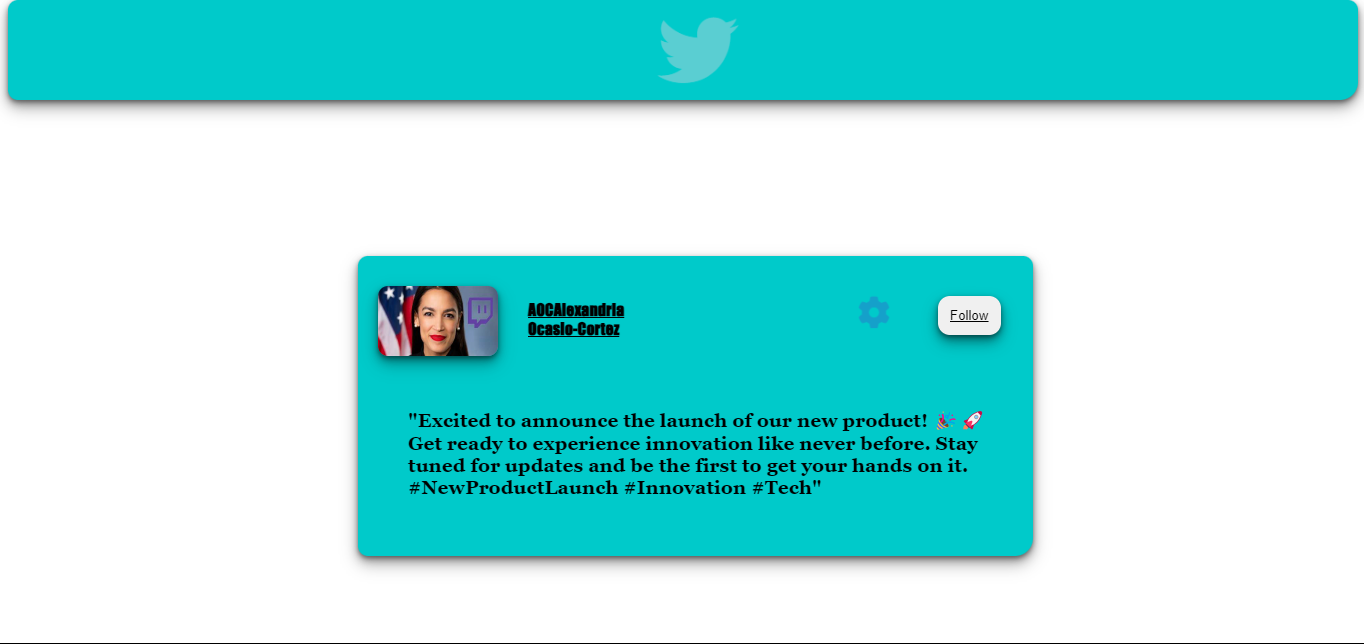 AOCAlexandria
Ocasio-Cortez
Follow
"Excited to announce the launch of our new product! 🎉 🚀
Get ready to experience innovation like never before. Stay
tuned for updates and be the first to get your hands on it.
#NewProductLaunch #Innovation #Tech"